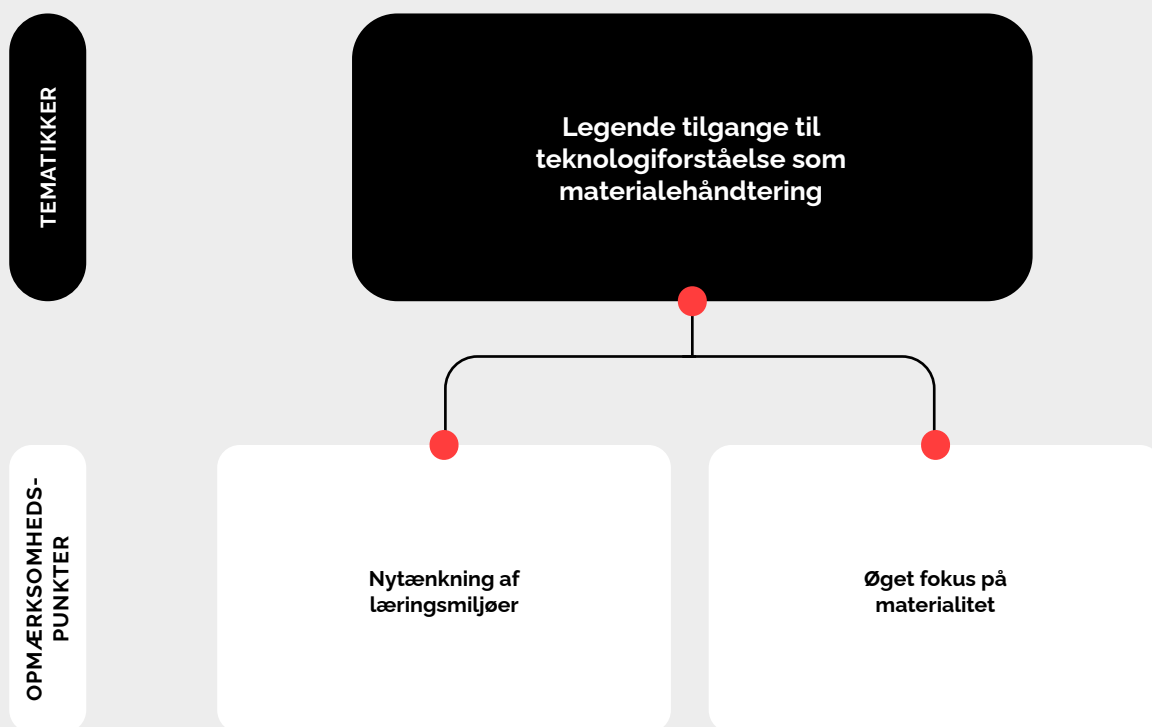 TEMATIKKER
Legende tilgange til
teknologiforståelse som
materialehåndtering
OPMÆRKSOMHEDS-
PUNKTER
Nytænkning af
læringsmiljøer
Øget fokus på
materialitet